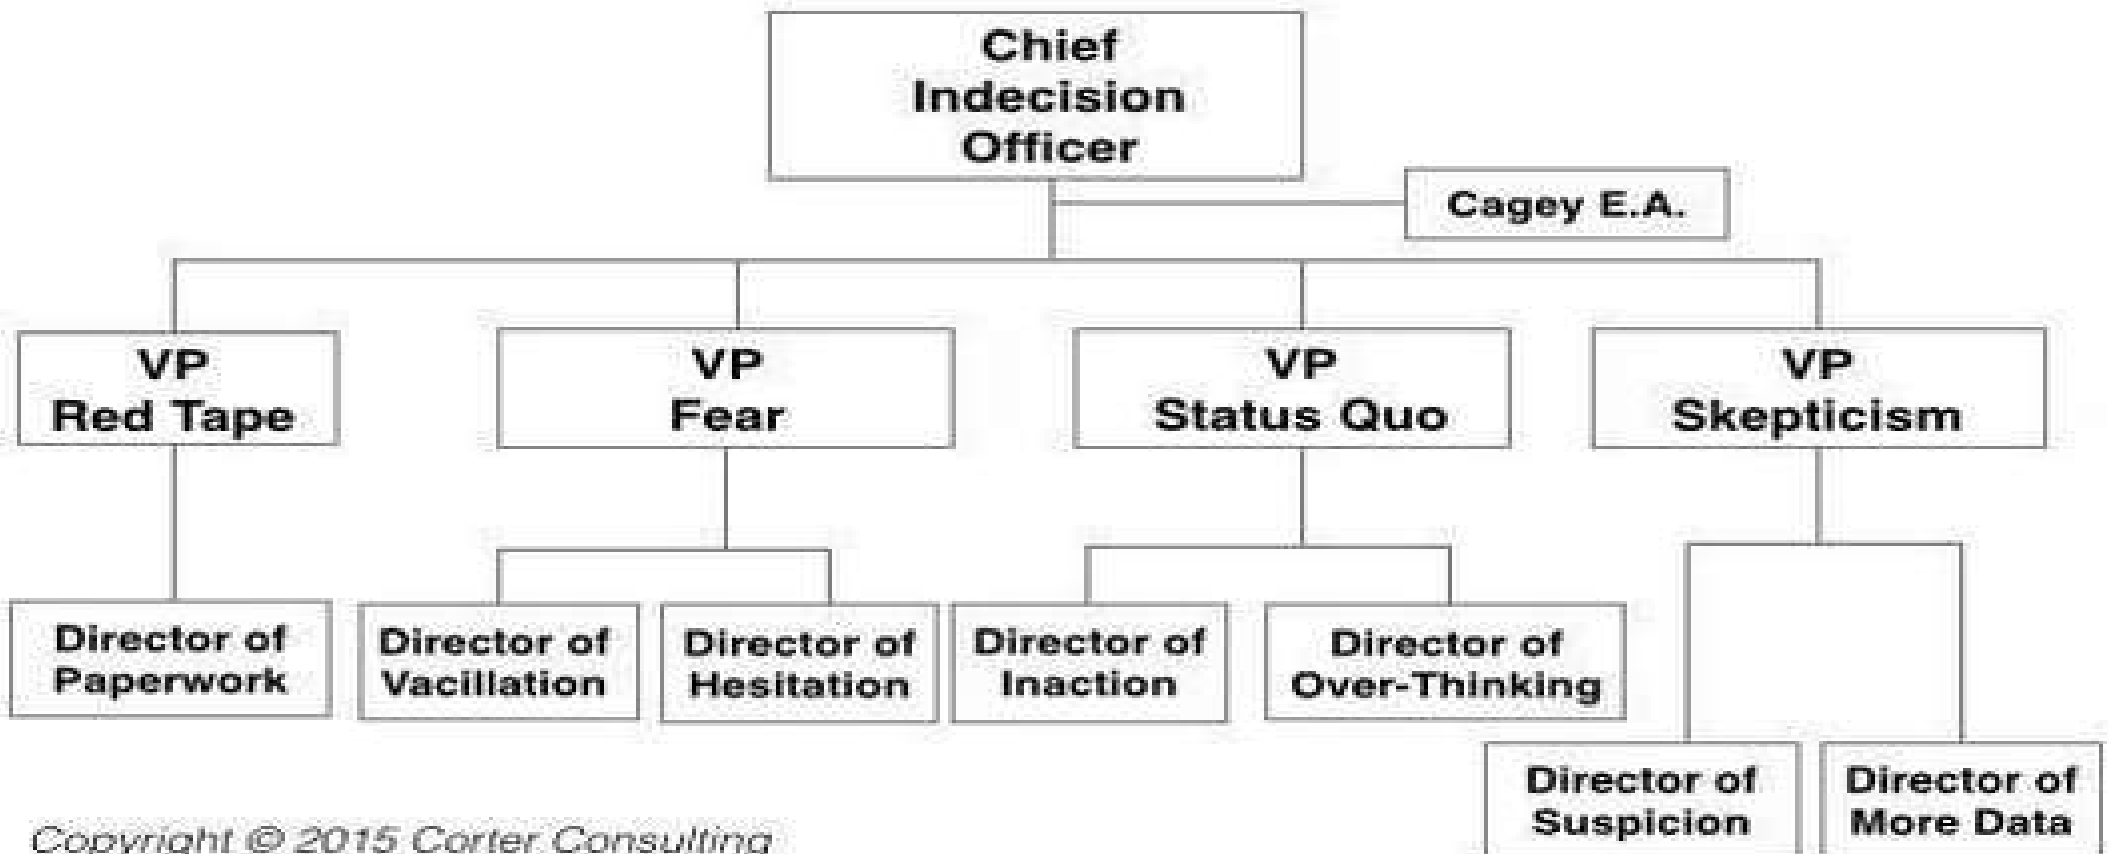 Chief
Indecision
Officer
Cagey E.A.
VP
Red Tape
VP
Fear
VP
Status Quo
VP
Skepticism
Director of
Paperwork
Director of
Vacillation
Director of
Hesitation
Director of
Inaction
Director of
Over-Thinking
Director of
Suspicion
Director of
More Data
Copyright © 2015 Corter Consulting